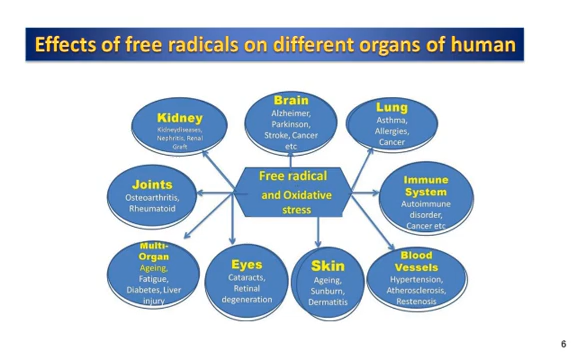 Effects of free radicals on different organs of human
Brain
Alzheimer,
Parkinson,
Stroke, Cancer
etc
Kidney
Kidneydiseases,
Nephritis, Renal
Graft
Lung
Asthma,
Allergies,
Cancer
Free radical
and Oxidative
stress
Joints
Osteoarthritis,
Rheumatoid
Immune
System
Autoimmune
disorder,
Cancer etc
Multi-
Organ
Ageing,
Fatigue,
Diabetes, Liver
injury
Eyes
Cataracts,
Retinal
degeneration
Skin
Ageing,
Sunburn,
Dermatitis
Blood
Vessels
Hypertension,
Atherosclerosis,
Restenosis
6